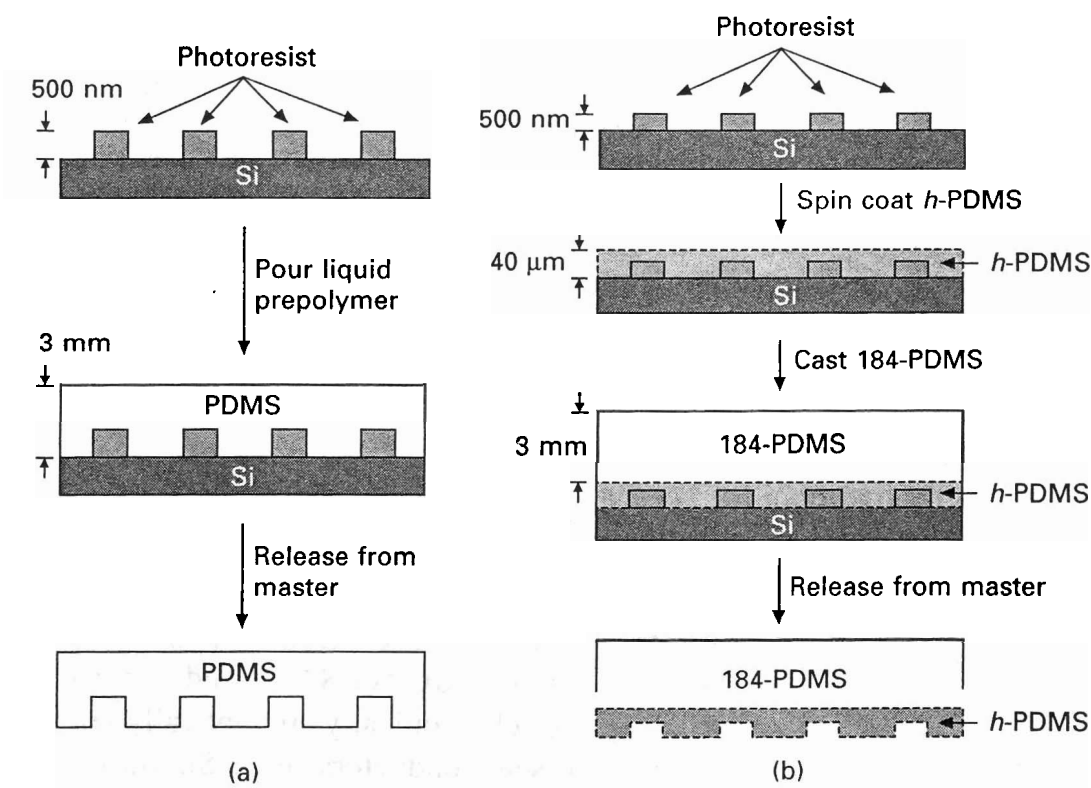 Photoresist
500 nm
Si
Pour liquid
prepolymer
3 mm
PDMS
Si
Release from
master
PDMS
(a)
Photoresist
500 nm
Si
Spin coat h-PDMS
40 μm
h-PDMS
Si
Cast 184-PDMS
3 mm
184-PDMS
h-PDMS
Si
Release from master
184-PDMS
h-PDMS
(b)